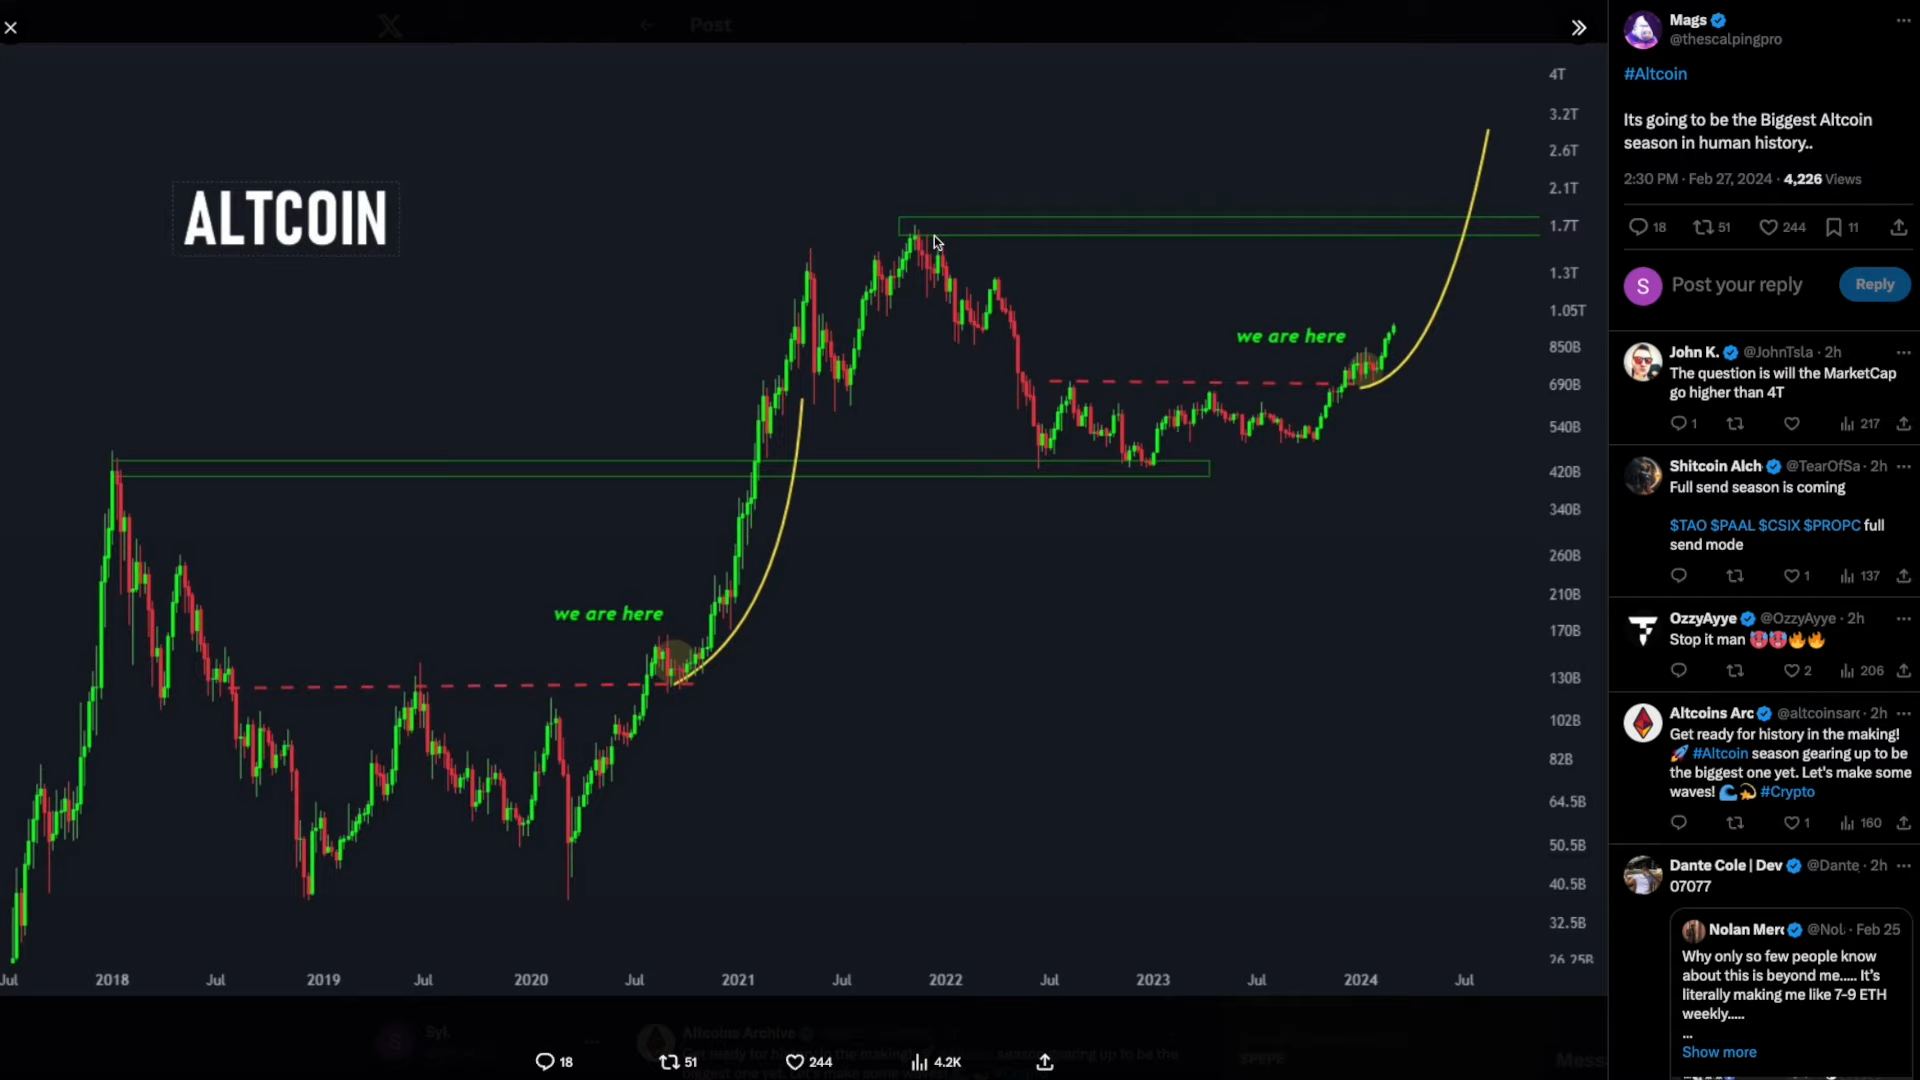 Post
ALTCOIN
we are here
we are here
4T
3.2T
2.6T
2.1T
1.7T
1.3T
1.05T
850B
690B
540B
420B
340B
260B
210B
170B
130B
102B
82B
64.5B
50.5B
40.5B
32.5B
26.25B
Jul 2018 Jul 2019 Jul 2020 Jul 2021 Jul 2022 Jul 2023 Jul 2024 Jul
Altcoins Archive
18 51 244 4.2K
Mags
@thescalpingpro
#Altcoin
Its going to be the Biggest Altcoin
season in human history..
2:30 PM · Feb 27, 2024 · 4,226 Views
18 51 244 11
S Post your reply Reply
John K. @JohnTsla · 2h
The question is will the MarketCap
go higher than 4T
1 217
Shitcoin Alch @TearOfSa · 2h
Full send season is coming
$TAO $PAAL $CSIX $PROPC full
send mode
1 137
OzzyAyye @OzzyAyye · 2h
Stop it man 🥵🥵🔥🔥
2 206
Altcoins Arc @altcoinsarc · 2h
Get ready for history in the making!
🚀 #Altcoin season gearing up to be
the biggest one yet. Let's make some
waves! 🌊💫 #Crypto
1 160
Dante Cole | Dev @Dante · 2h
07077
Nolan Merc @Nol · Feb 25
Why only so few people know
about this is beyond me..... It's
literally making me like 7-9 ETH
weekly.....
...
Show more